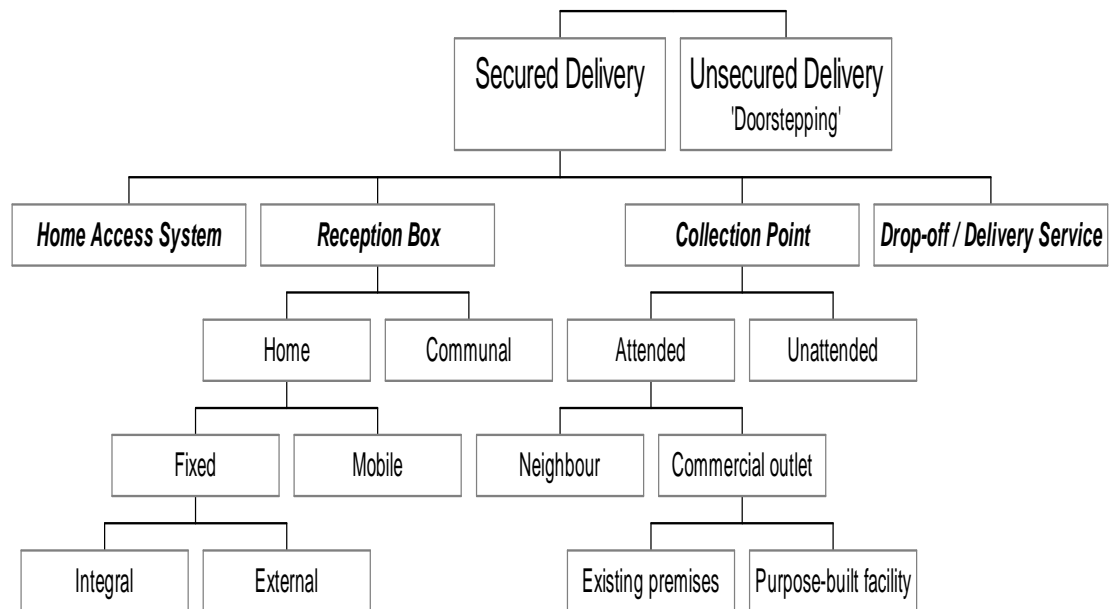 Secured Delivery
Unsecured Delivery
'Doorstepping'
Home Access System
Reception Box
Collection Point
Drop-off / Delivery Service
Home
Communal
Attended
Unattended
Fixed
Mobile
Neighbour
Commercial outlet
Integral
External
Existing premises
Purpose-built facility